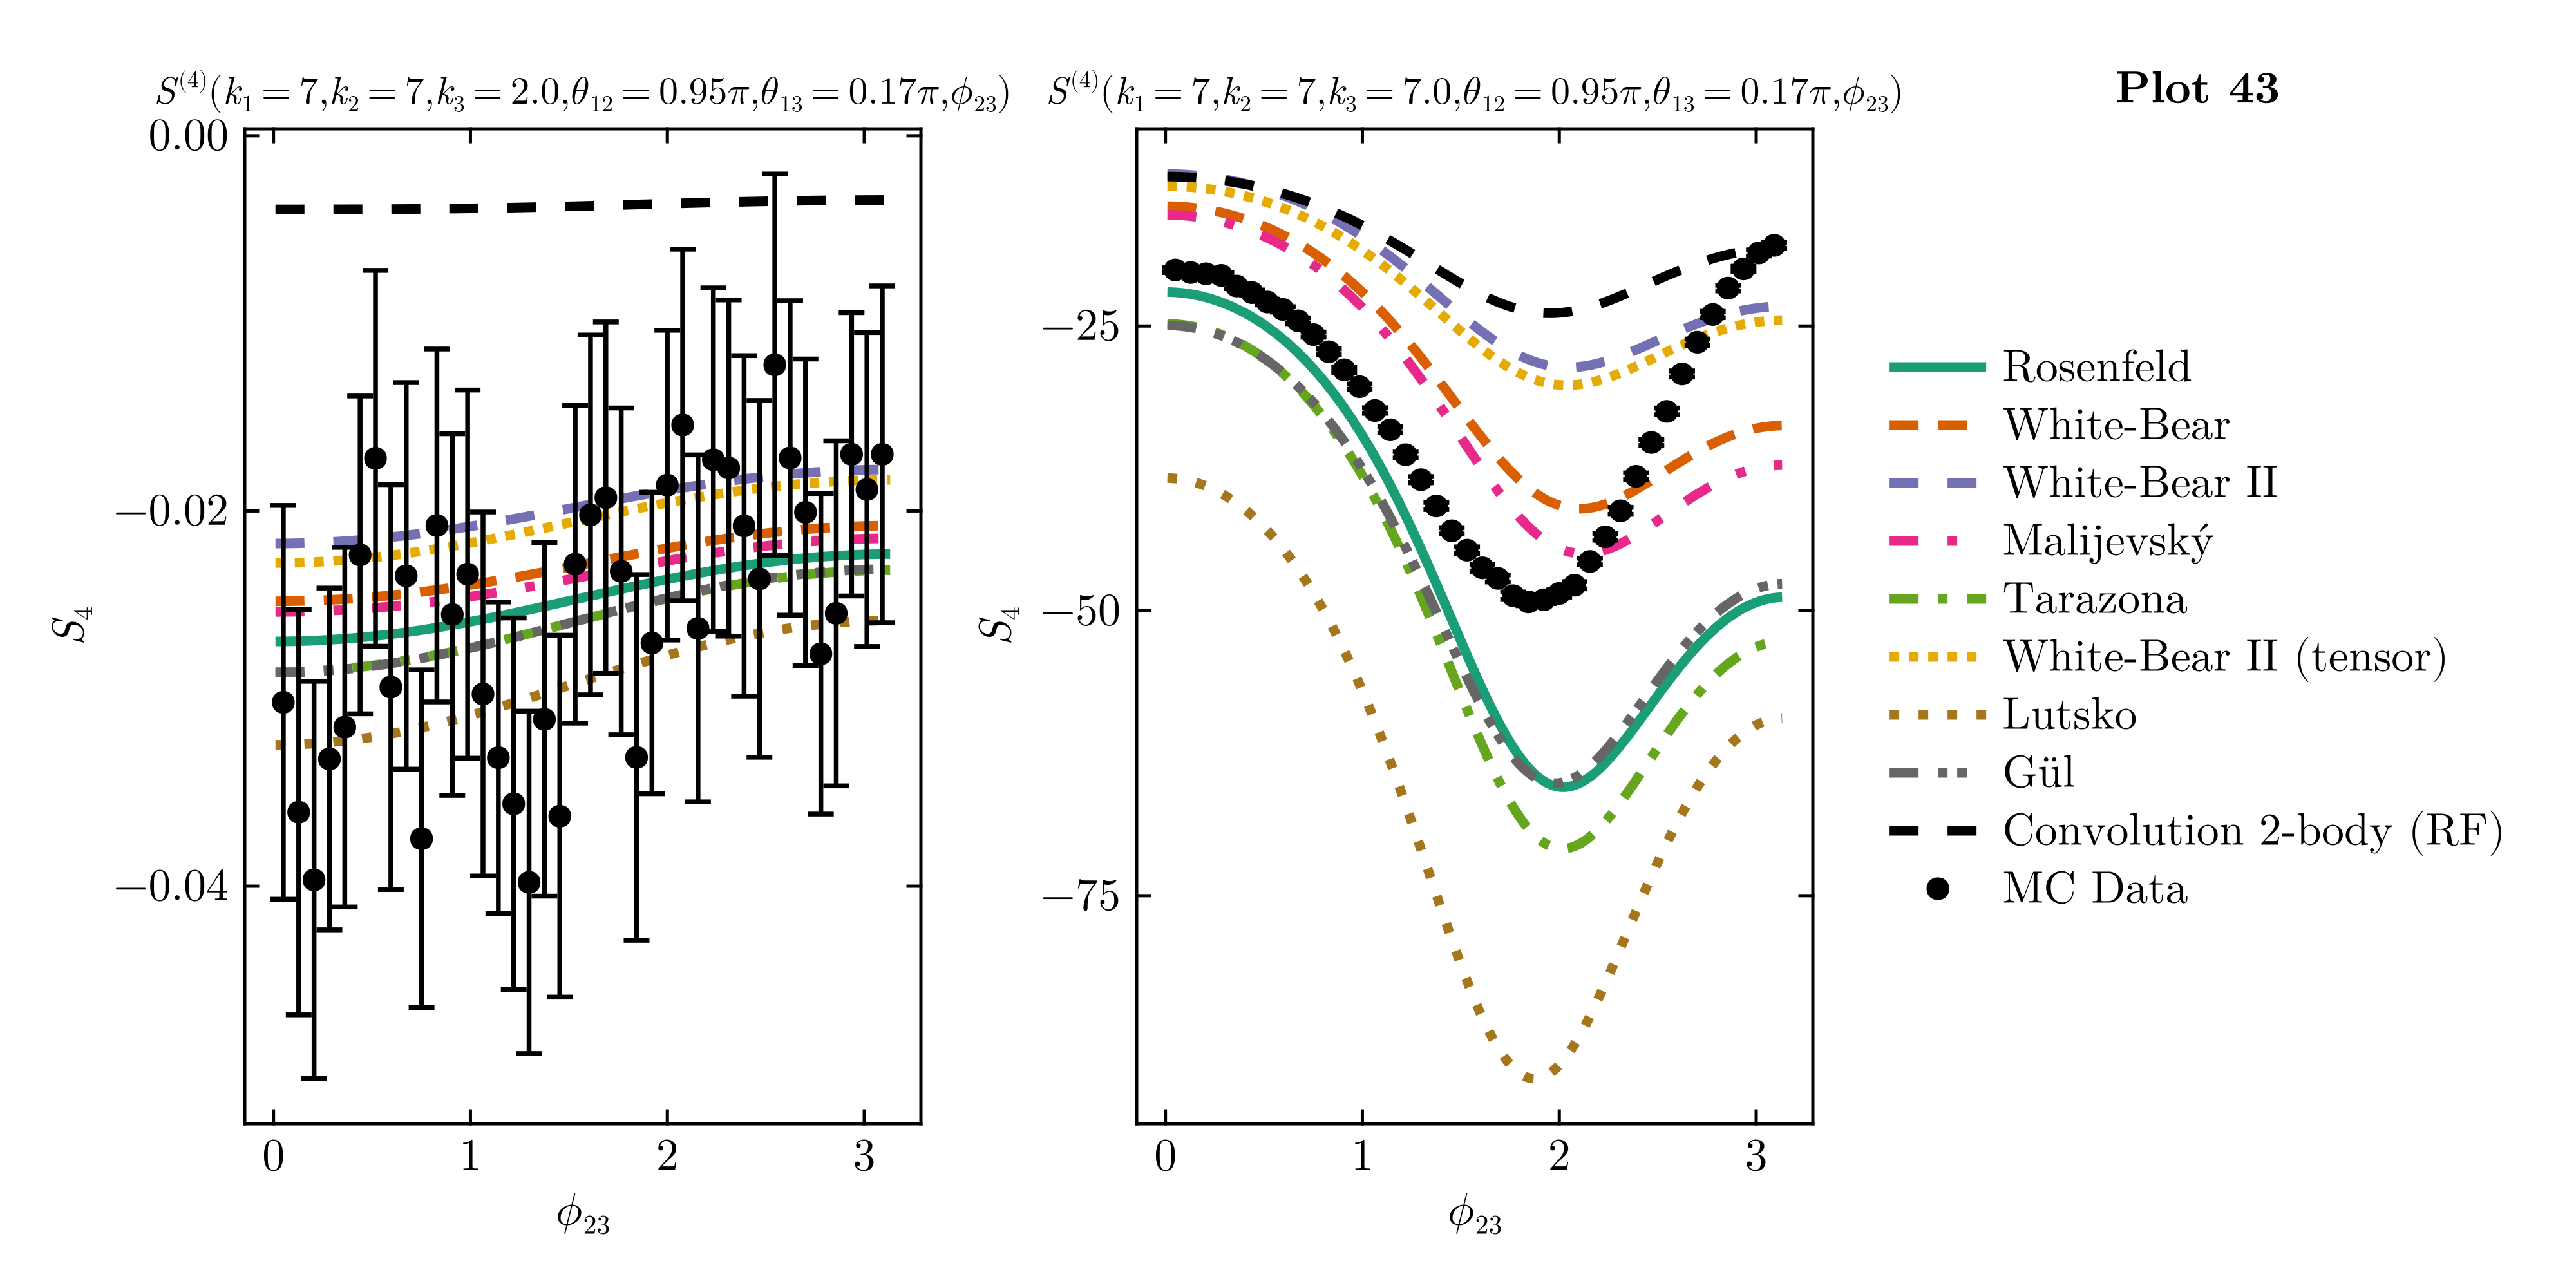 S^(4)(k_1 = 7,k_2 = 7,k_3 = 2.0,θ_12 = 0.95π,θ_13 = 0.17π,ϕ_23)
S^(4)(k_1 = 7,k_2 = 7,k_3 = 7.0,θ_12 = 0.95π,θ_13 = 0.17π,ϕ_23)
Plot 43
0.00
−0.02
−0.04
S_4
0 1 2 3
ϕ_23
−25
−50
−75
S_4
0 1 2 3
ϕ_23
Rosenfeld
White-Bear
White-Bear II
Malijevský
Tarazona
White-Bear II (tensor)
Lutsko
Gül
Convolution 2-body (RF)
MC Data